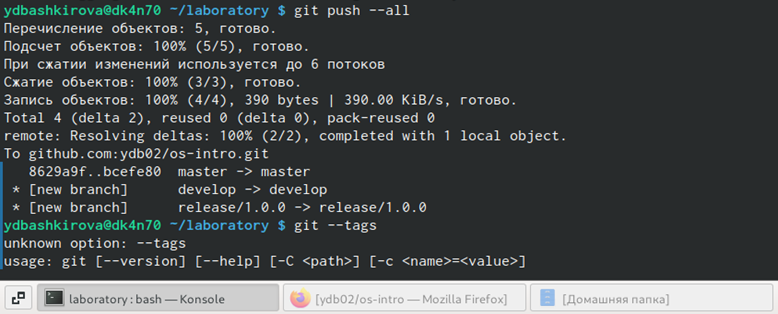 ydbashkirova@dk4n70 ~/laboratory $ git push --all
Перечисление объектов: 5, готово.
Подсчет объектов: 100% (5/5), готово.
При сжатии изменений используется до 6 потоков
Сжатие объектов: 100% (3/3), готово.
Запись объектов: 100% (4/4), 390 bytes | 390.00 KiB/s, готово.
Total 4 (delta 2), reused 0 (delta 0), pack-reused 0
remote: Resolving deltas: 100% (2/2), completed with 1 local object.
To github.com:ydb02/os-intro.git
   8629a9f..bcefe80  master -> master
 * [new branch]      develop -> develop
 * [new branch]      release/1.0.0 -> release/1.0.0
ydbashkirova@dk4n70 ~/laboratory $ git --tags
unknown option: --tags
usage: git [--version] [--help] [-C <path>] [-c <name>=<value>]
laboratory : bash — Konsole
[ydb02/os-intro — Mozilla Firefox]
[Домашняя папка]